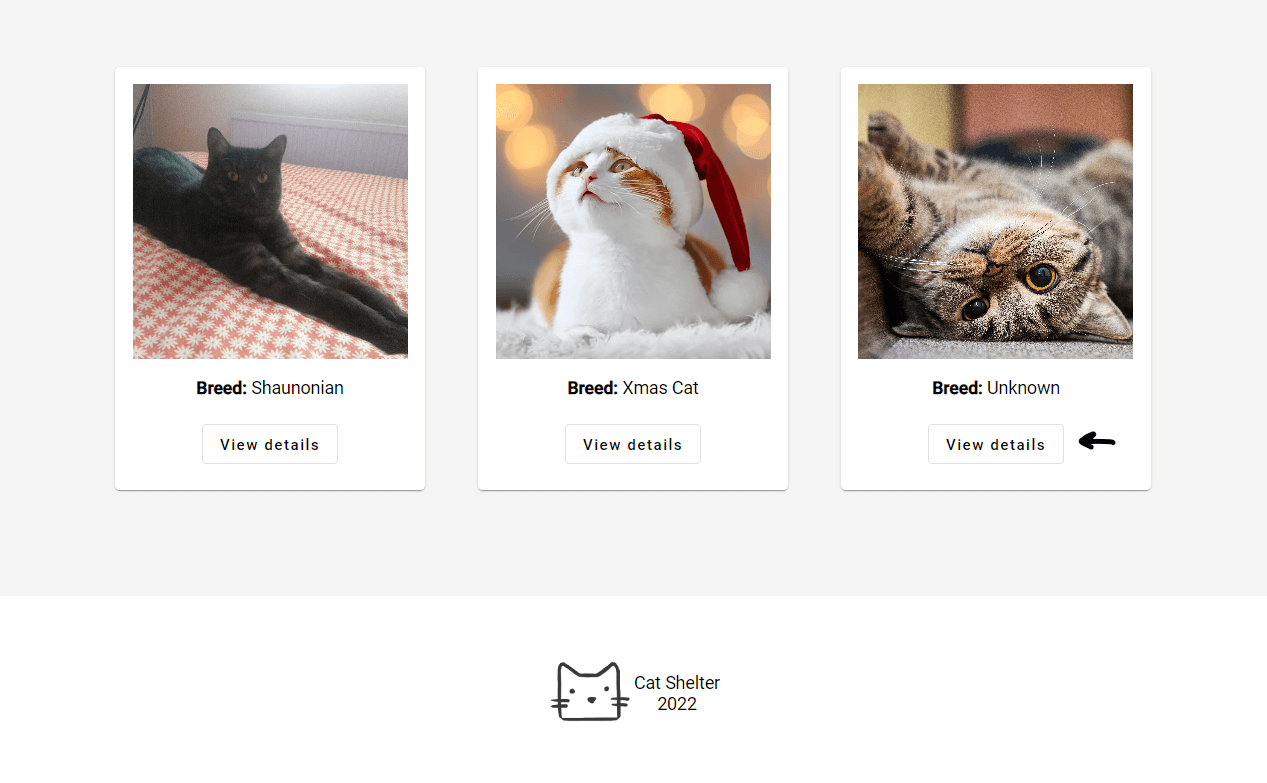 Breed: Shaunonian
Breed: Xmas Cat
Breed: Unknown
View details
View details
View details
Cat Shelter
2022